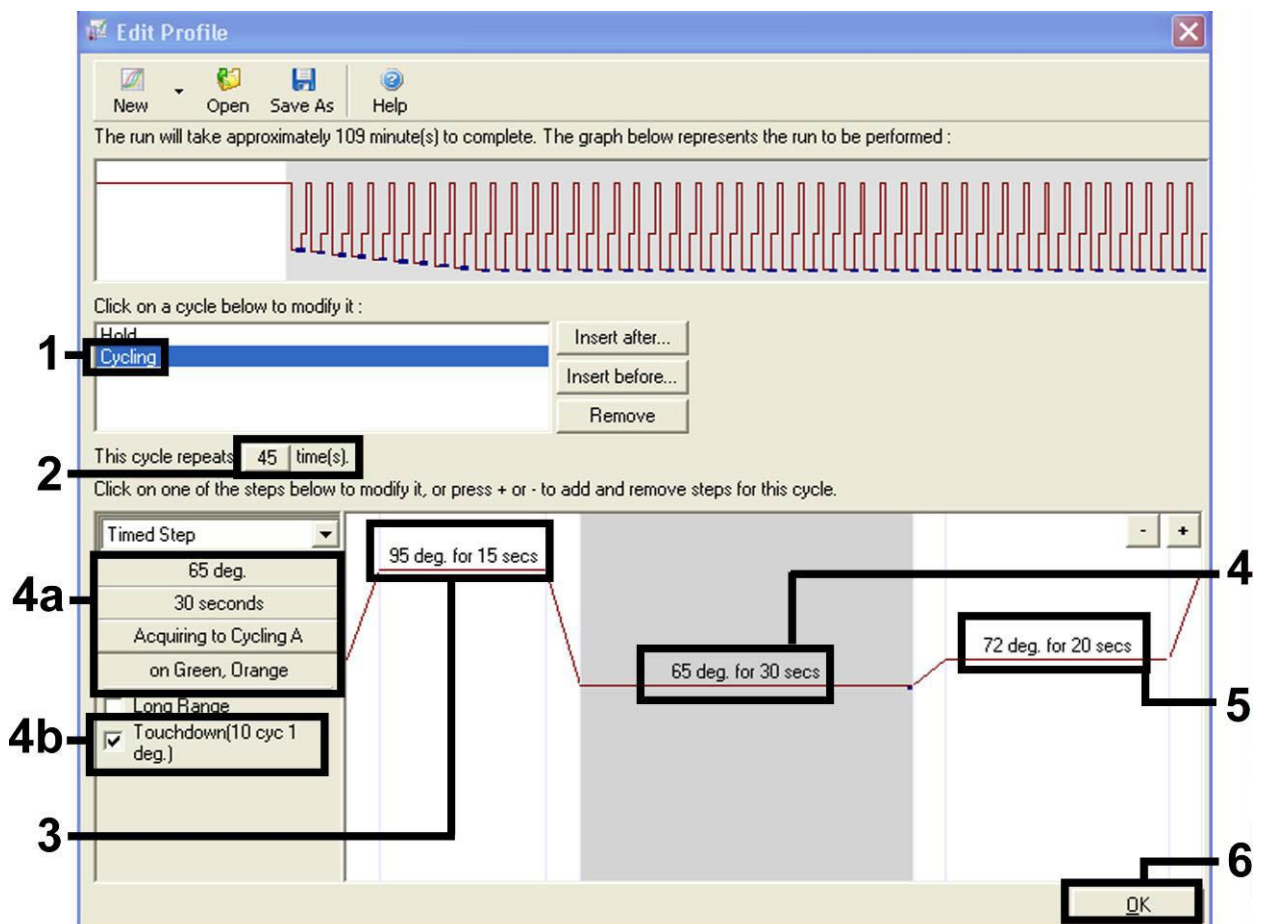 Edit Profile
New
Open
Save As
Help
The run will take approximately 109 minute(s) to complete. The graph below represents the run to be performed :
Click on a cycle below to modify it :
Hold
1
Cycling
Insert after...
Insert before...
Remove
2
This cycle repeats 45 time(s).
Click on one of the steps below to modify it, or press + or - to add and remove steps for this cycle.
Timed Step
- +
4a
65 deg.
30 seconds
Acquiring to Cycling A
on Green, Orange
Long Range
4b
Touchdown(10 cyc 1
deg.)
95 deg. for 15 secs
3
4
65 deg. for 30 secs
72 deg. for 20 secs
5
6
OK